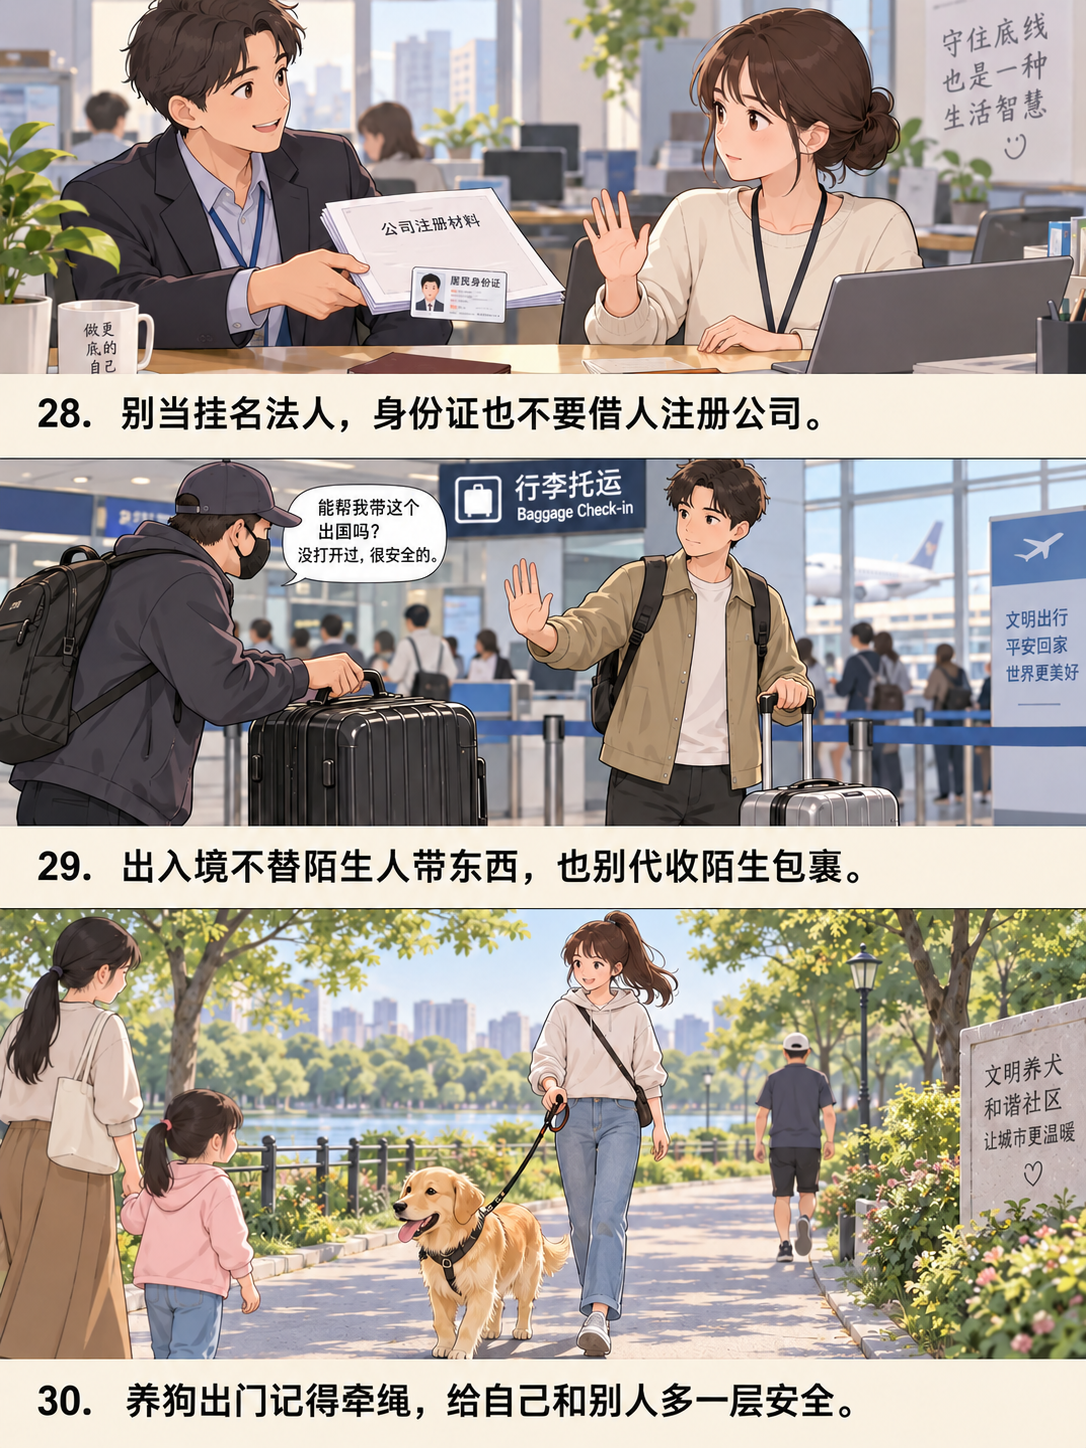 守住底线
也是一种
生活智慧
公司注册材料
居民身份证
做更
底的
自己
28. 别当挂名法人，身份证也不要借人注册公司。
能帮我带这个
出国吗？
没打开过，很安全的。
行李托运
Baggage Check-in
文明出行
平安回家
世界更美好
29. 出入境不替陌生人带东西，也别代收陌生包裹。
文明养犬
和谐社区
让城市更温暖
30. 养狗出门记得牵绳，给自己和别人多一层安全。